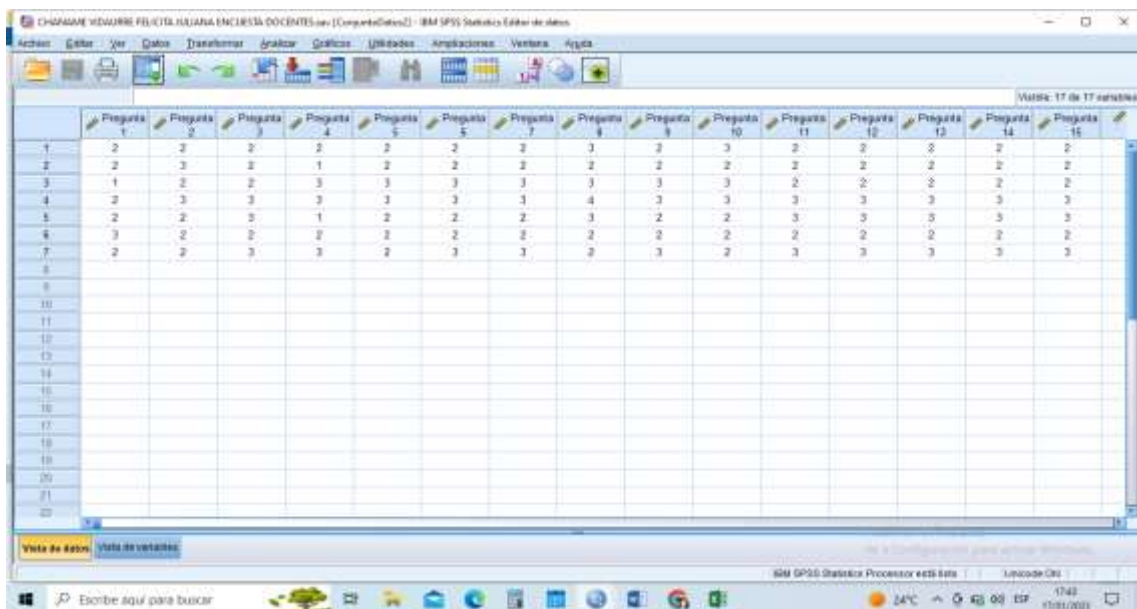 CHANAME VIDAURRE FELICITA JULIANA ENCUESTA DOCENTES.sav [ConjuntoDatos2] - IBM SPSS Statistics Editor de datos
Archivo Editar Ver Datos Transformar Analizar Gráficos Utilidades Ampliaciones Ventana Ayuda
Visible: 17 de 17 variables
Pregunta 1 Pregunta 2 Pregunta 3 Pregunta 4 Pregunta 5 Pregunta 6 Pregunta 7 Pregunta 8 Pregunta 9 Pregunta 10 Pregunta 11 Pregunta 12 Pregunta 13 Pregunta 14 Pregunta 15
1 2 2 2 2 2 2 2 3 2 3 2 2 2 2 2
2 2 3 2 1 2 2 2 2 2 2 2 2 2 2 2
3 1 2 2 3 3 3 3 3 3 3 2 2 2 2 2
4 2 3 3 3 3 3 3 4 3 3 3 3 3 3 3
5 2 2 3 1 2 2 2 3 2 2 3 3 3 3 3
6 3 2 2 2 2 2 2 2 2 2 2 2 2 2 2
7 2 2 3 3 2 3 3 2 3 2 3 3 3 3 3
8
9
10
11
12
13
14
15
16
17
18
19
20
21
22
Vista de datos Vista de variables
IBM SPSS Statistics Processor está listo Unicode:ON
Escribe aquí para buscar
24°C ESP 17:43